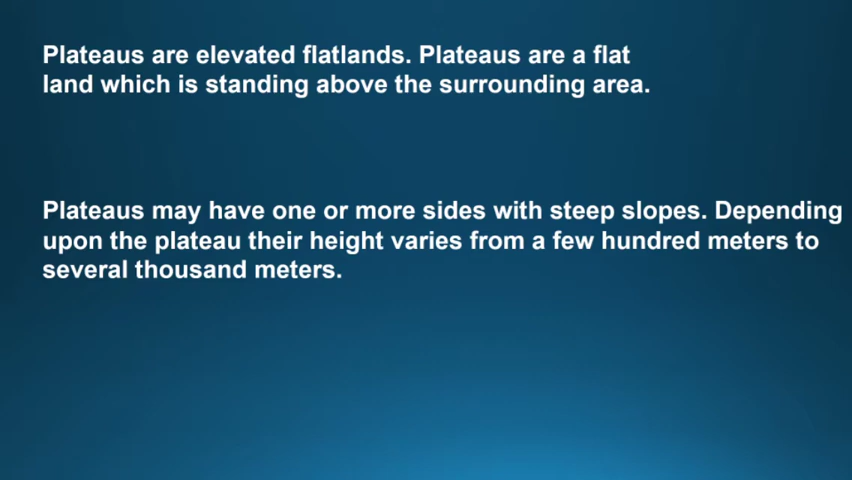 Plateaus are elevated flatlands. Plateaus are a flat
land which is standing above the surrounding area.
Plateaus may have one or more sides with steep slopes. Depending
upon the plateau their height varies from a few hundred meters to
several thousand meters.